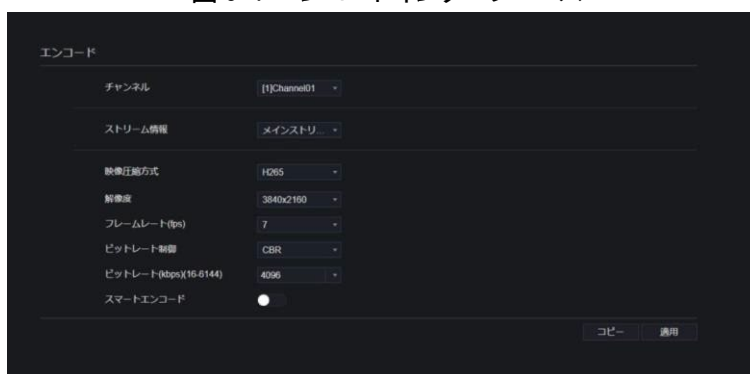 エンコード
チャンネル [1]Channel01
ストリーム情報 メインストリ...
映像圧縮方式 H265
解像度 3840x2160
フレームレート(fps) 7
ビットレート制御 CBR
ビットレート(kbps)(16-6144) 4096
スマートエンコード
コピー 適用